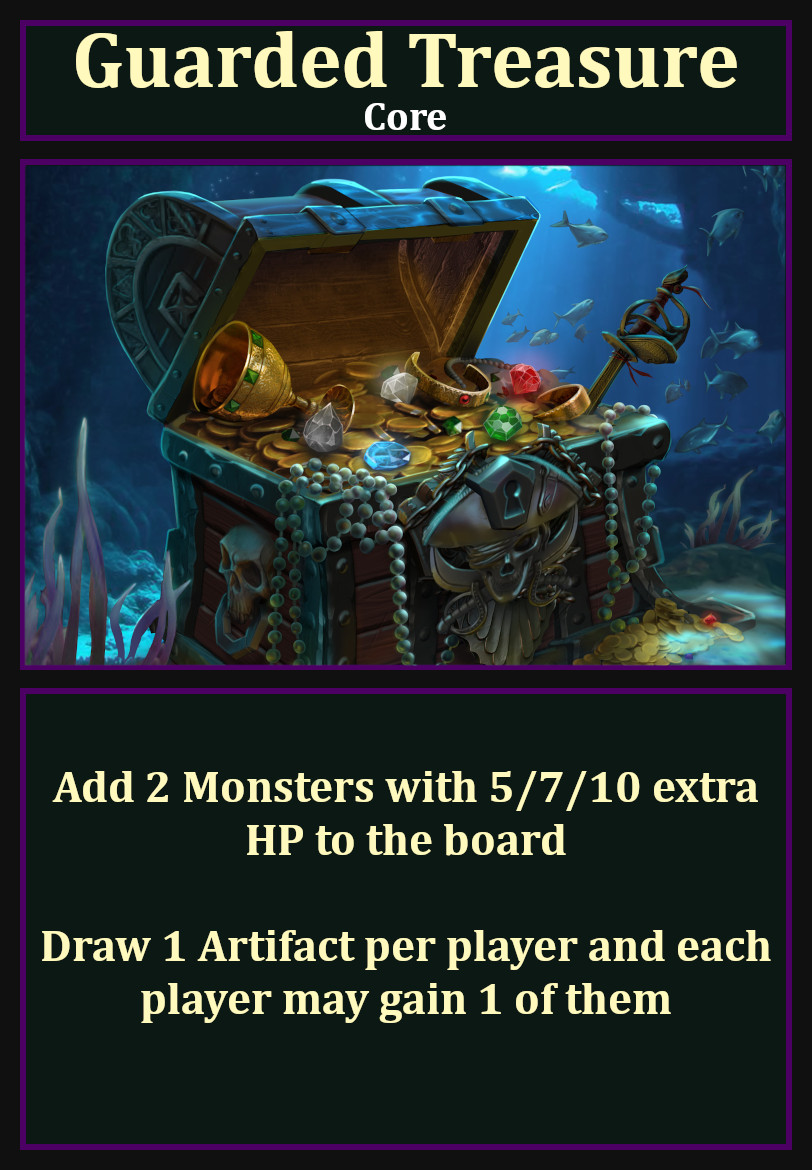 Guarded Treasure
Core
Add 2 Monsters with 5/7/10 extra
HP to the board
Draw 1 Artifact per player and each
player may gain 1 of them